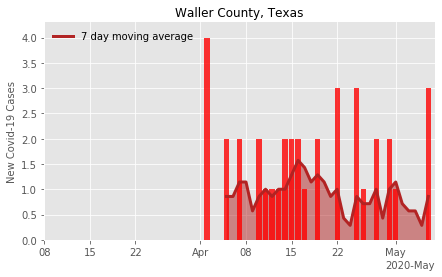 Waller County, Texas
7 day moving average
New Covid-19 Cases
4.0
3.5
3.0
2.5
2.0
1.5
1.0
0.5
0.0
08 15 22 Apr 08 15 22 May
2020-May